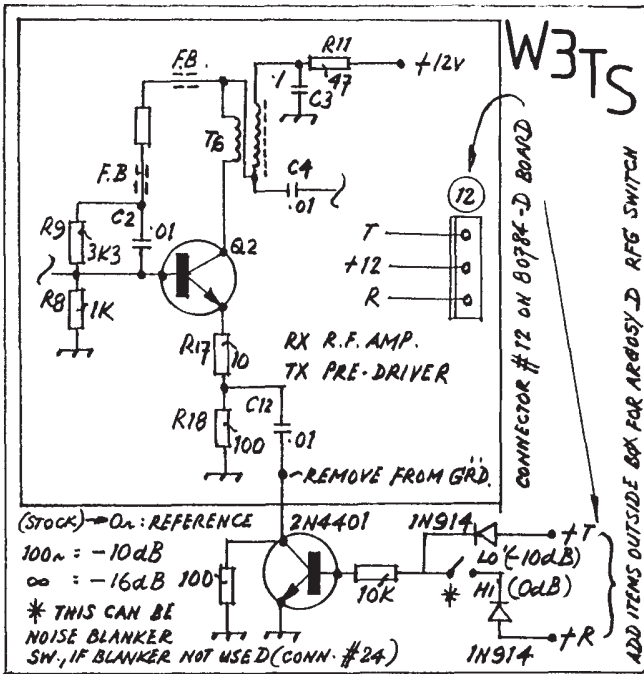 W3TS
F.B.
R11
47
+12V
.1
C3
T6
F.B
C4
.01
12
R9
3K3
C2
.01
Q2
T
+12
R
R8
1K
R17
10
RX R.F. AMP.
TX PRE-DRIVER
R18
100
C12
.01
REMOVE FROM GRD.
CONNECTOR #12 ON 80784-D BOARD
ADD ITEMS OUTSIDE BOX FOR ARGOSY-D RFG SWITCH
(STOCK)→0Ω: REFERENCE
100Ω = -10dB
∞ = -16dB
* THIS CAN BE
NOISE BLANKER
SW., IF BLANKER NOT USED (CONN. #24)
2N4401
100
10K
1N914
LO (-10dB)
*
HI (0dB)
1N914
+T
+R